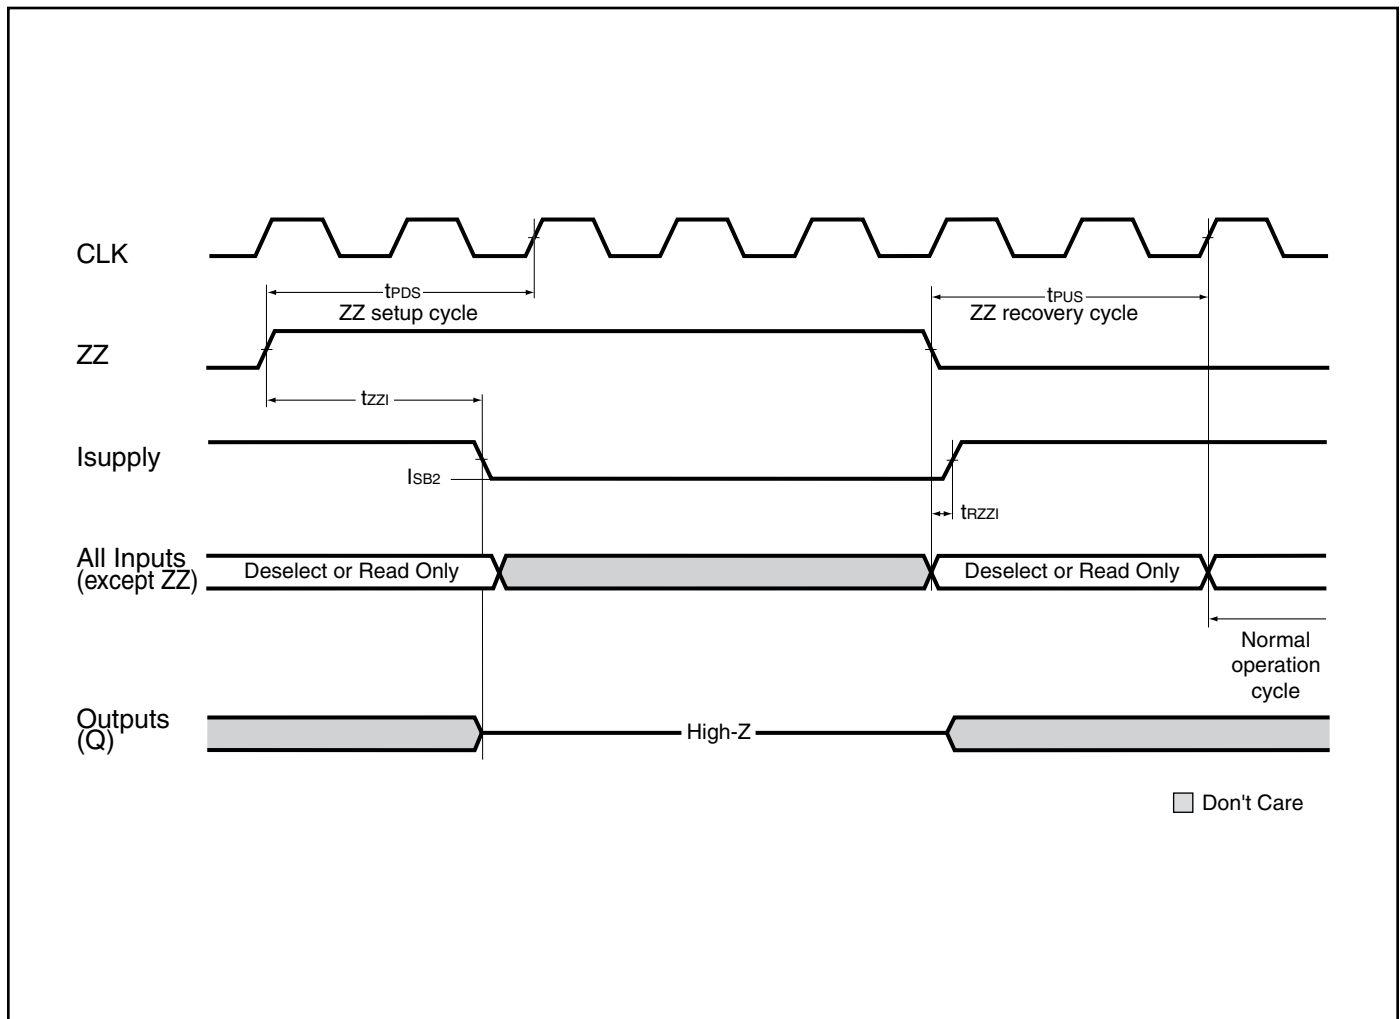 CLK
tPDS
ZZ setup cycle
tPUS
ZZ recovery cycle
ZZ
tZZI
Isupply
ISB2
tRZZI
All Inputs
(except ZZ)
Deselect or Read Only
Deselect or Read Only
Normal
operation
cycle
Outputs
(Q)
High-Z
Don't Care